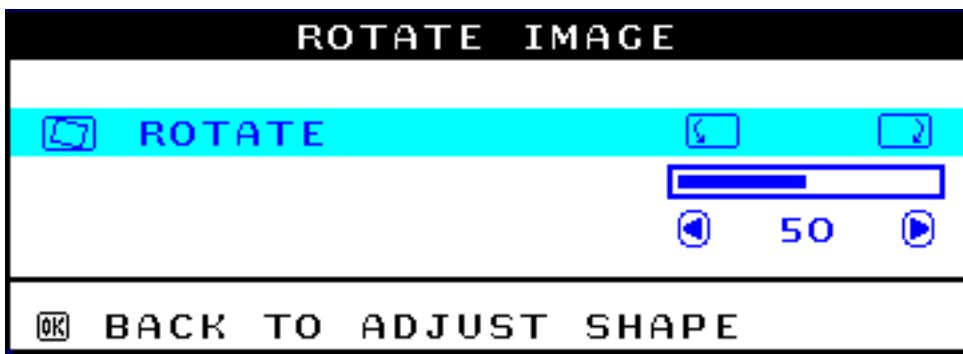 ROTATE IMAGE
ROTATE
50
OK BACK TO ADJUST SHAPE